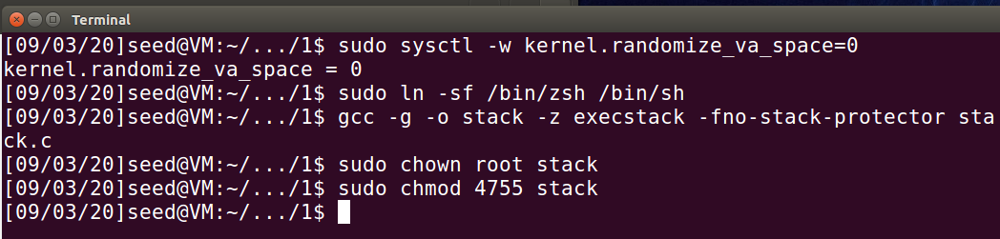 Terminal
[09/03/20]seed@VM:~/.../1$ sudo sysctl -w kernel.randomize_va_space=0
kernel.randomize_va_space = 0
[09/03/20]seed@VM:~/.../1$ sudo ln -sf /bin/zsh /bin/sh
[09/03/20]seed@VM:~/.../1$ gcc -g -o stack -z execstack -fno-stack-protector sta
ck.c
[09/03/20]seed@VM:~/.../1$ sudo chown root stack
[09/03/20]seed@VM:~/.../1$ sudo chmod 4755 stack
[09/03/20]seed@VM:~/.../1$